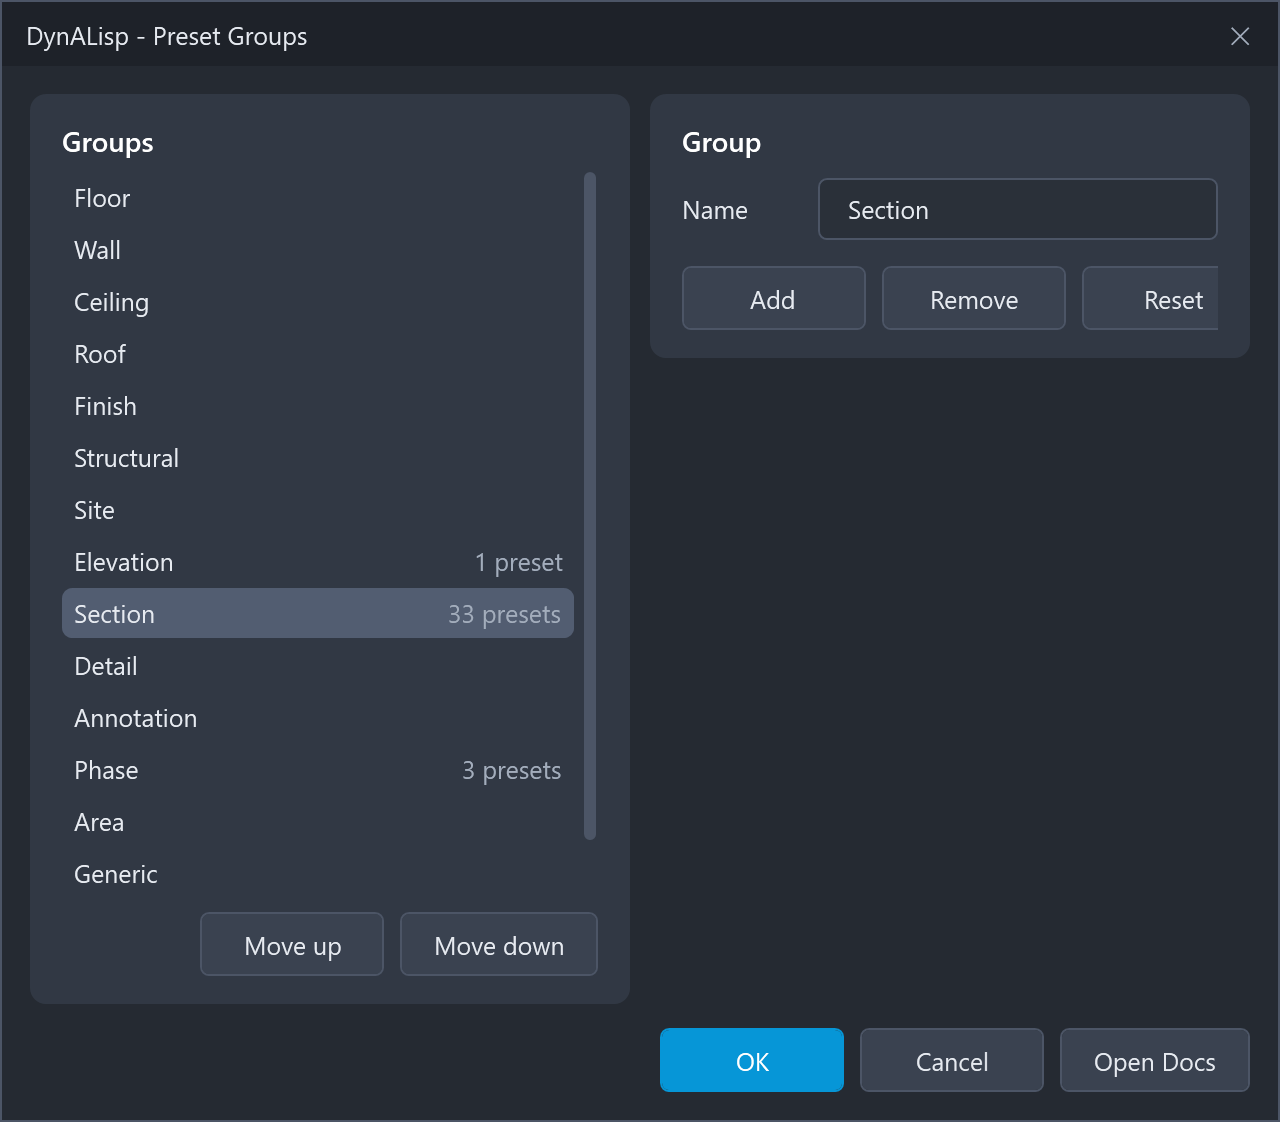 DynALisp - Preset Groups
Groups
Floor
Wall
Ceiling
Roof
Finish
Structural
Site
Elevation 1 preset
Section 33 presets
Detail
Annotation
Phase 3 presets
Area
Generic
Move up Move down
Group
Name Section
Add Remove Reset
OK Cancel Open Docs